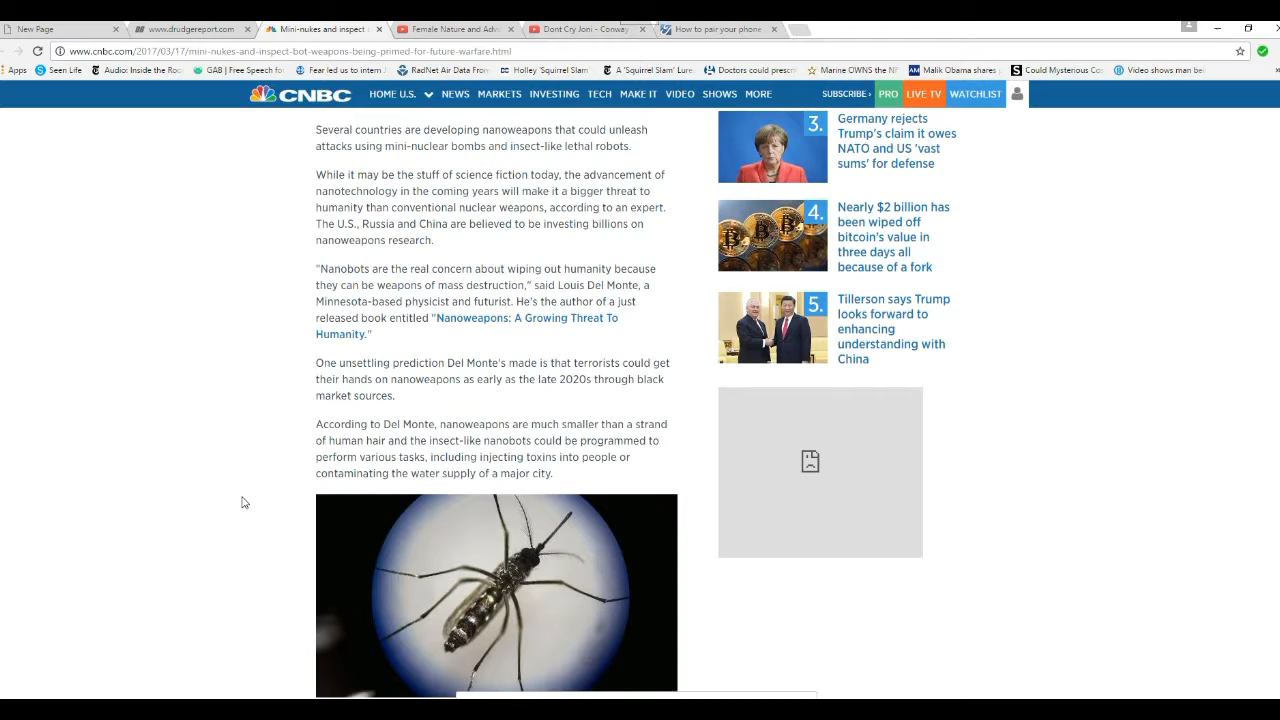 New Page
www.drudgereport.com
Mini-nukes and inspect
Female Nature and Adv
Dont Cry Joni - Conway
How to pair your phone
www.cnbc.com/2017/03/17/mini-nukes-and-inspect-bot-weapons-being-primed-for-future-warfare.html
Apps
Seen Life
Audio: Inside the Roc
GAB | Free Speech fo
Fear led us to intern J
RadNet Air Data From
Holley 'Squirrel Slam'
A 'Squirrel Slam' Lure
Doctors could prescri
Marine OWNS the NF
Malik Obama shares p
Could Mysterious Co
Video shows man bei
CNBC
HOME U.S.
NEWS
MARKETS
INVESTING
TECH
MAKE IT
VIDEO
SHOWS
MORE
SUBSCRIBE
PRO
LIVE TV
WATCHLIST
Several countries are developing nanoweapons that could unleash
attacks using mini-nuclear bombs and insect-like lethal robots.
While it may be the stuff of science fiction today, the advancement of
nanotechnology in the coming years will make it a bigger threat to
humanity than conventional nuclear weapons, according to an expert.
The U.S., Russia and China are believed to be investing billions on
nanoweapons research.
"Nanobots are the real concern about wiping out humanity because
they can be weapons of mass destruction," said Louis Del Monte, a
Minnesota-based physicist and futurist. He's the author of a just
released book entitled "Nanoweapons: A Growing Threat To
Humanity."
One unsettling prediction Del Monte's made is that terrorists could get
their hands on nanoweapons as early as the late 2020s through black
market sources.
According to Del Monte, nanoweapons are much smaller than a strand
of human hair and the insect-like nanobots could be programmed to
perform various tasks, including injecting toxins into people or
contaminating the water supply of a major city.
3.
Germany rejects
Trump's claim it owes
NATO and US 'vast
sums' for defense
4.
Nearly $2 billion has
been wiped off
bitcoin's value in
three days all
because of a fork
5.
Tillerson says Trump
looks forward to
enhancing
understanding with
China